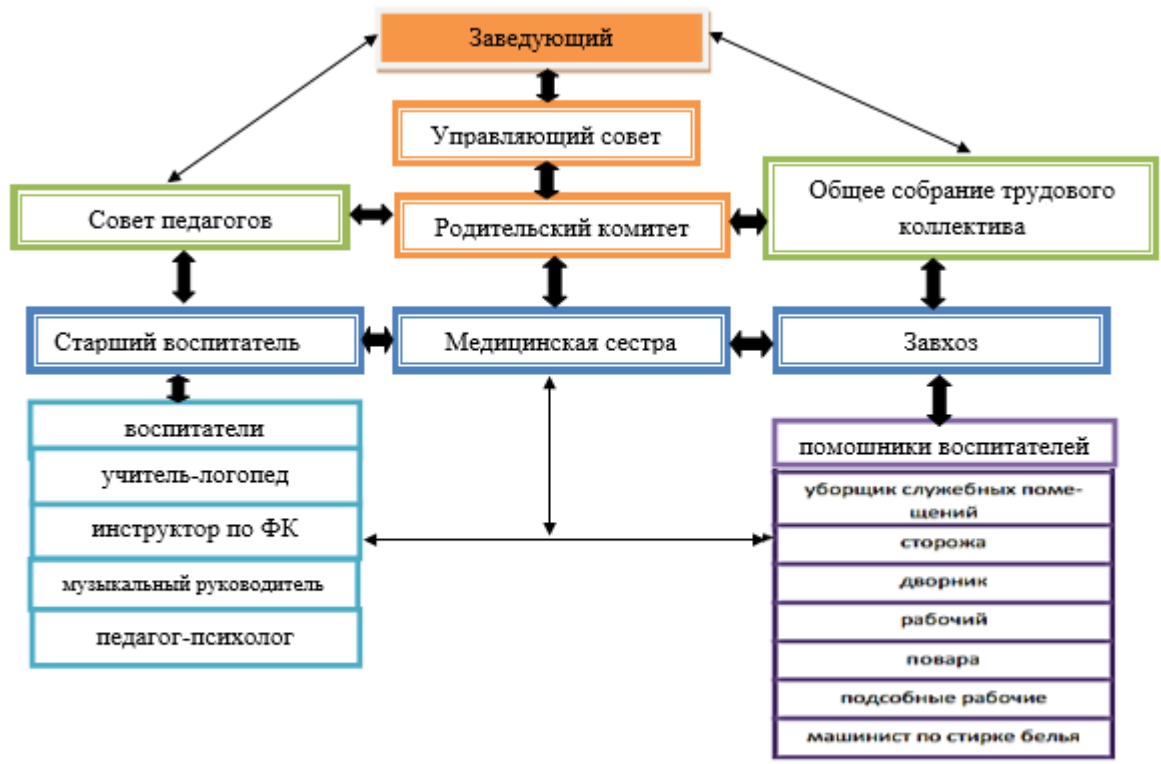 Заведующий
Управляющий совет
Совет педагогов
Родительский комитет
Общее собрание трудового
коллектива
Старший воспитатель
Медицинская сестра
Завхоз
воспитатели
учитель-логопед
инструктор по ФК
музыкальный руководитель
педагог-психолог
помошники воспитателей
уборщик служебных поме-
щений
сторожа
дворник
рабочий
повара
подсобные рабочие
машинист по стирке белья